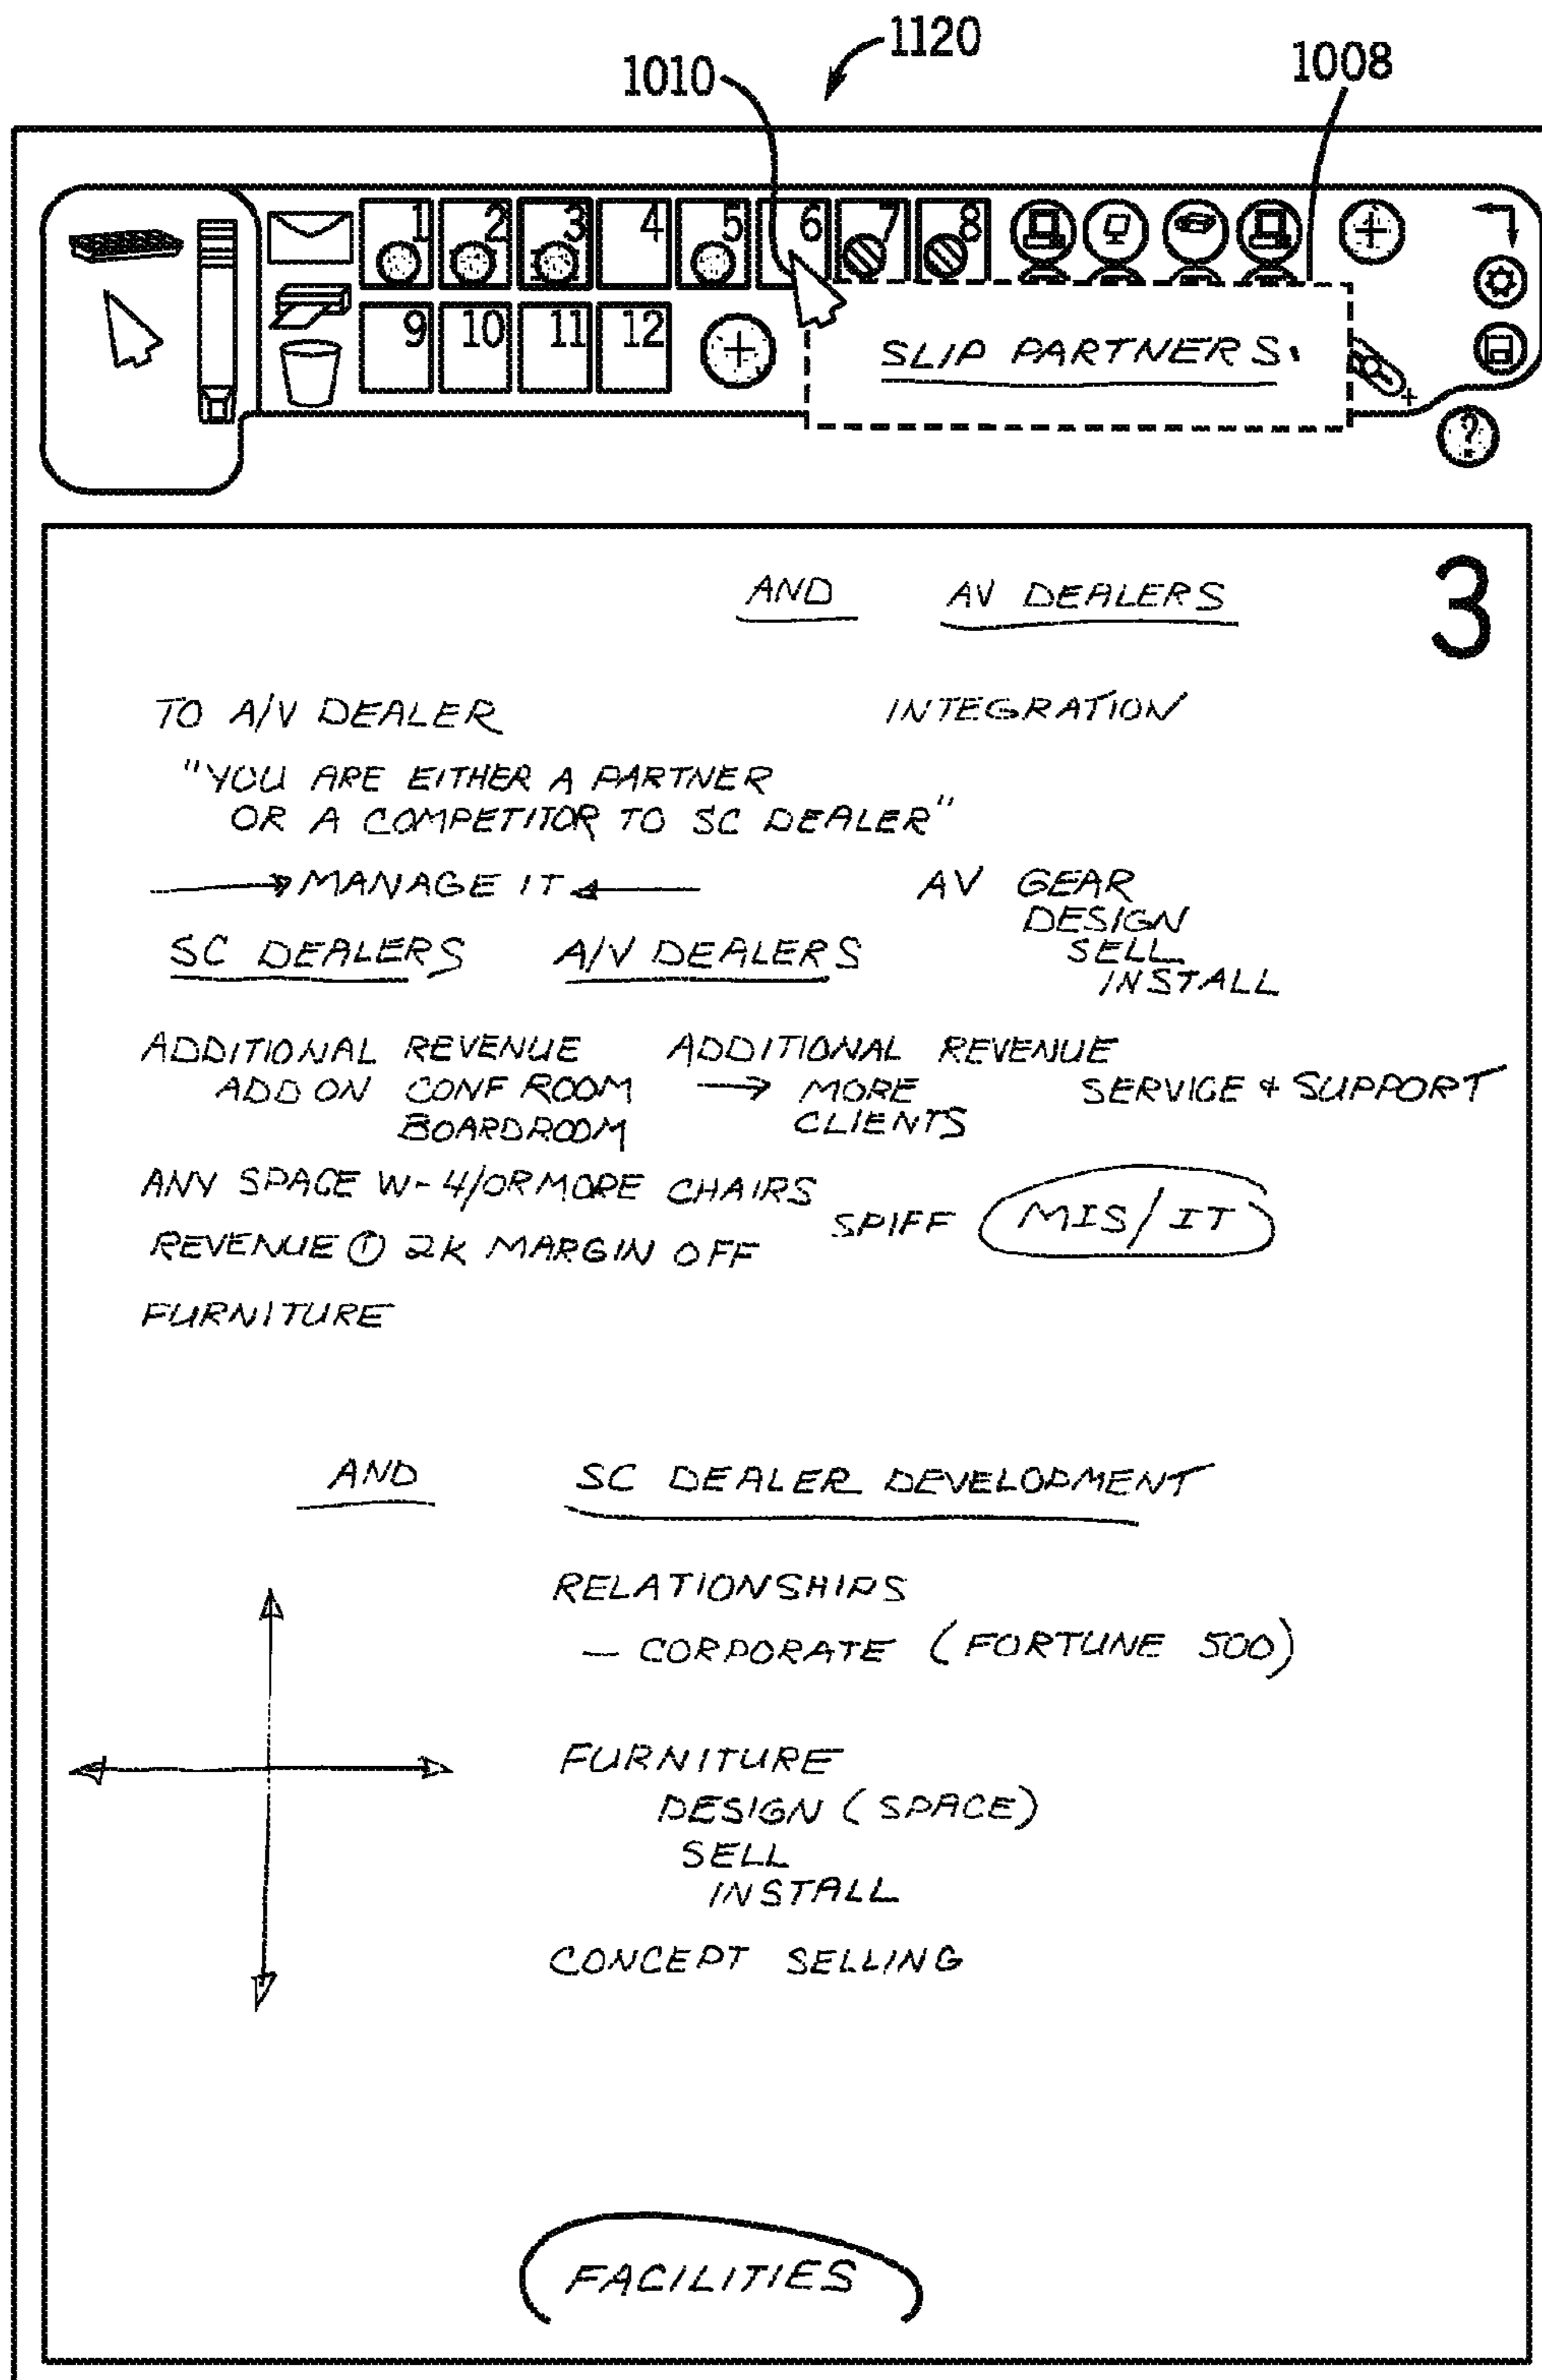 1120
1010
1008
1 2 3 4 5 6 7 8
9 10 11 12
SLIP PARTNERS
?
3
AND AV DEALERS
TO A/V DEALER INTEGRATION
"YOU ARE EITHER A PARTNER
OR A COMPETITOR TO SC DEALER"
MANAGE IT AV GEAR
DESIGN
SC DEALERS A/V DEALERS SELL
INSTALL
ADDITIONAL REVENUE ADDITIONAL REVENUE
ADD ON CONF ROOM → MORE SERVICE & SUPPORT
BOARDROOM CLIENTS
ANY SPACE W- 4/OR MORE CHAIRS
SPIFF MIS/IT
REVENUE ① 2K MARGIN OFF
FURNITURE
AND SC DEALER DEVELOPMENT
RELATIONSHIPS
— CORPORATE (FORTUNE 500)
FURNITURE
DESIGN (SPACE)
SELL
INSTALL
CONCEPT SELLING
FACILITIES